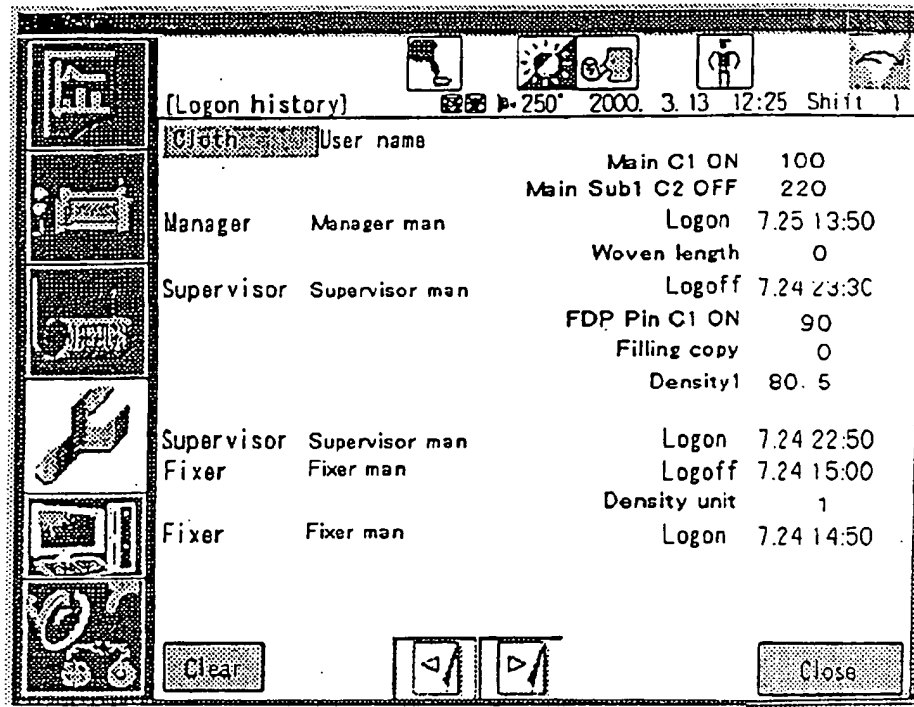 [Logon history] 250° 2000. 3. 13 12:25 Shift 1
Cloth User name
Main C1 ON 100
Main Sub1 C2 OFF 220
Manager Manager man Logon 7.25 13:50
Woven length 0
Supervisor Supervisor man Logoff 7.24 23:30
FDP Pin C1 ON 90
Filling copy 0
Density1 80. 5
Supervisor Supervisor man Logon 7.24 22:50
Fixer Fixer man Logoff 7.24 15:00
Density unit 1
Fixer Fixer man Logon 7.24 14:50
Clear Close